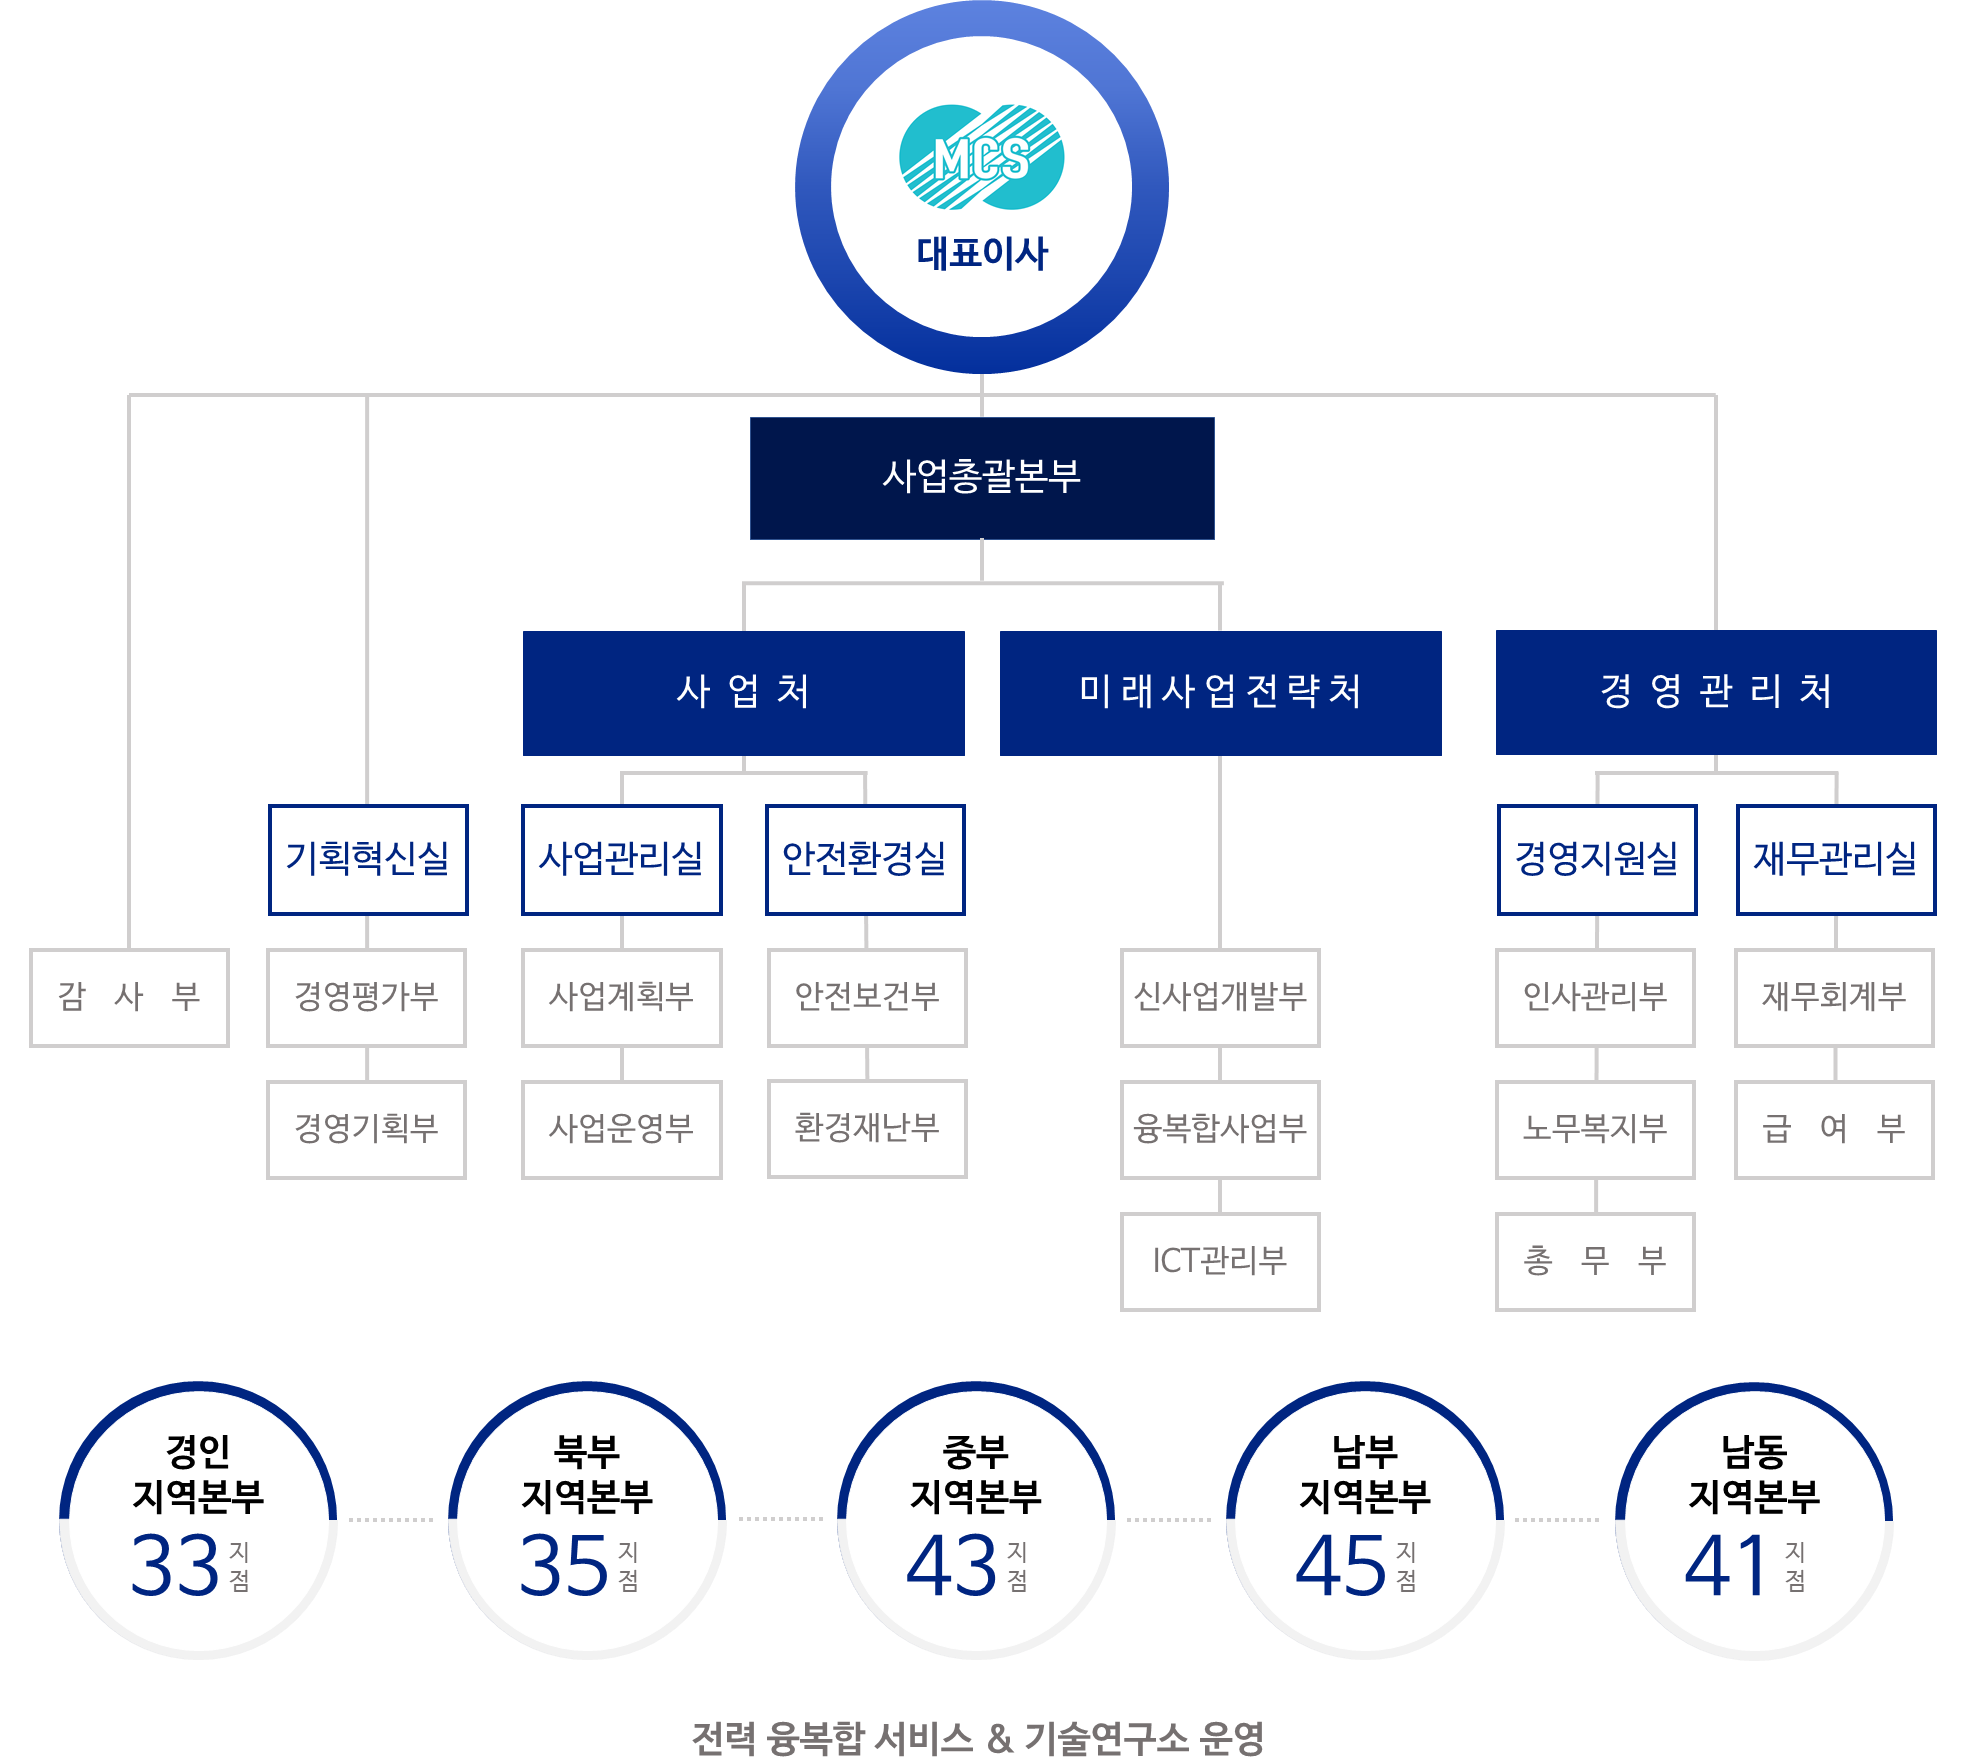 MCS
대표이사
사업총괄본부
사 업 처
미래사업전략처
경 영 관 리 처
기획혁신실
사업관리실
안전환경실
경영지원실
재무관리실
감 사 부
경영평가부
사업계획부
안전보건부
신사업개발부
인사관리부
재무회계부
경영기획부
사업운영부
환경재난부
융복합사업부
노무복지부
급 여 부
ICT관리부
총 무 부
경인
지역본부
33 지점
북부
지역본부
35 지점
중부
지역본부
43 지점
남부
지역본부
45 지점
남동
지역본부
41 지점
전력 융복합 서비스 & 기술연구소 운영